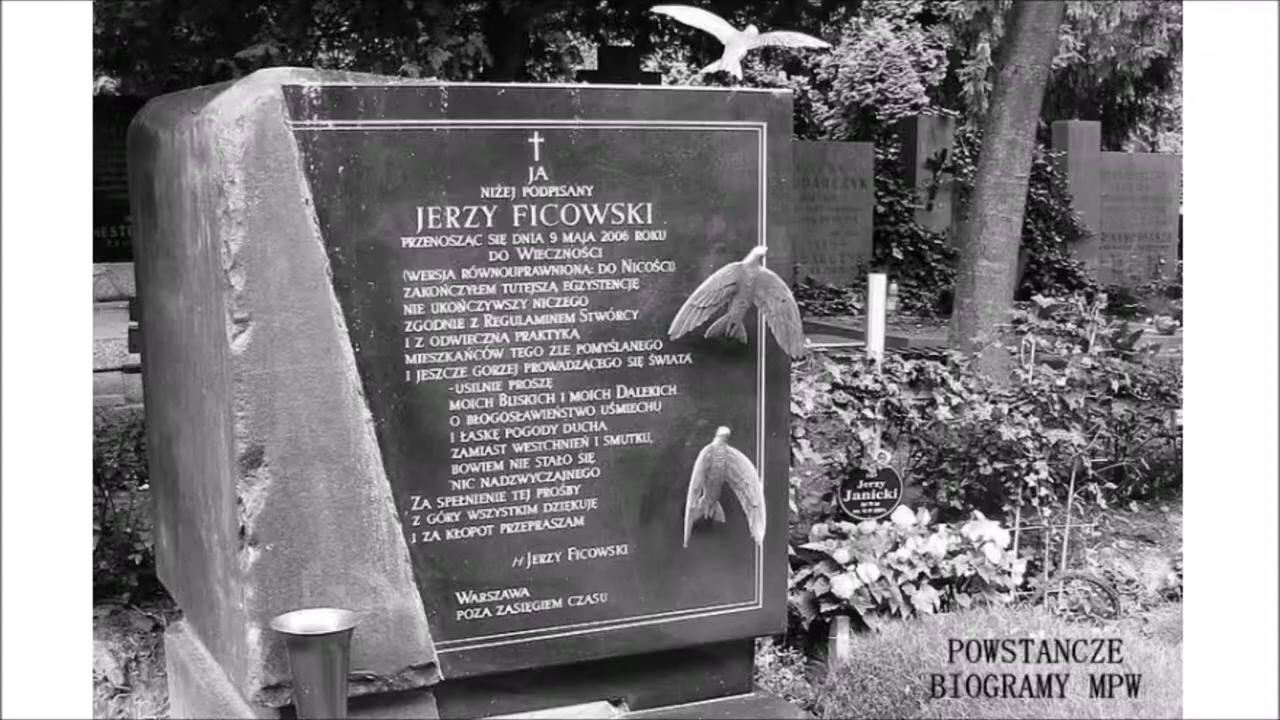 JA
NIŻEJ PODPISANY
JERZY FICOWSKI
PRZENOSZĄC SIĘ DNIA 9 MAJA 2006 ROKU
DO WIECZNOŚCI
(WERSJA RÓWNOUPRAWNIONA: DO NICOŚCI)
ZAKOŃCZYŁEM TUTEJSZĄ EGZYSTENCJĘ
NIE UKOŃCZYWSZY NICZEGO
ZGODNIE Z REGULAMINEM STWÓRCY
I Z ODWIECZNĄ PRAKTYKĄ
MIESZKAŃCÓW TEGO ŹLE POMYŚLANEGO
I JESZCZE GORZEJ PROWADZĄCEGO SIĘ ŚWIATA
-USILNIE PROSZĘ
MOICH BLISKICH I MOICH DALEKICH
O BŁOGOSŁAWIEŃSTWO UŚMIECHU
I ŁASKĘ POGODY DUCHA
ZAMIAST WESTCHNIEŃ I SMUTKU,
BOWIEM NIE STAŁO SIĘ
NIC NADZWYCZAJNEGO
ZA SPEŁNIENIE TEJ PROŚBY
Z GÓRY WSZYSTKIM DZIĘKUJĘ
I ZA KŁOPOT PRZEPRASZAM
/-/ JERZY FICOWSKI
WARSZAWA
POZA ZASIĘGIEM CZASU
Jerzy
Janicki
POWSTANCZE
BIOGRAMY MPW